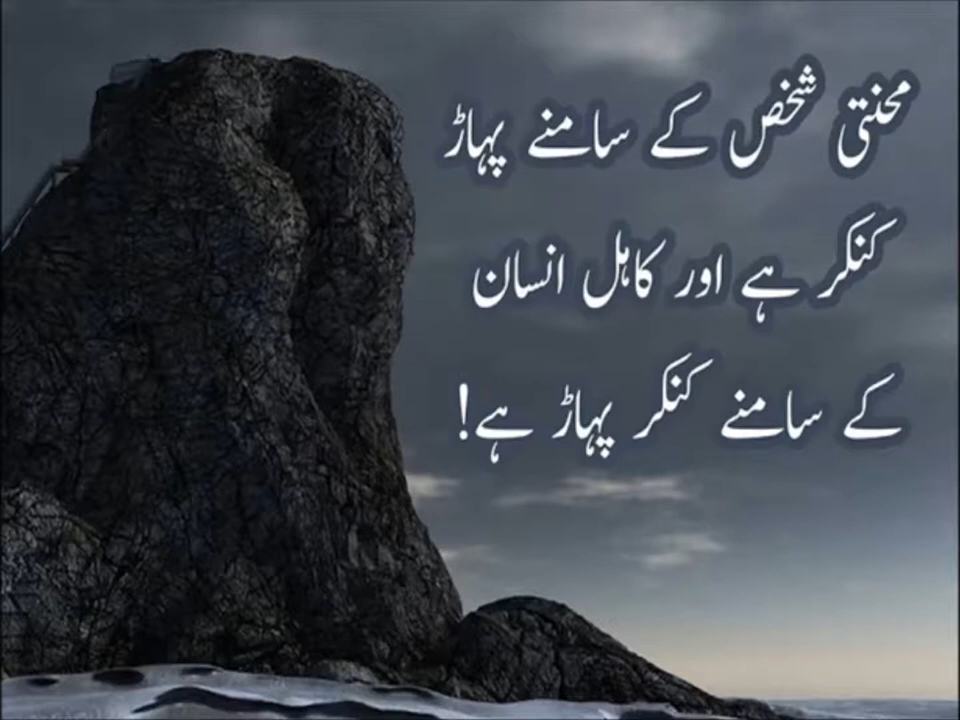 محنتی شخص کے سامنے پہاڑ
کنکر ہے اور کاہل انسان
کے سامنے کنکر پہاڑ ہے!